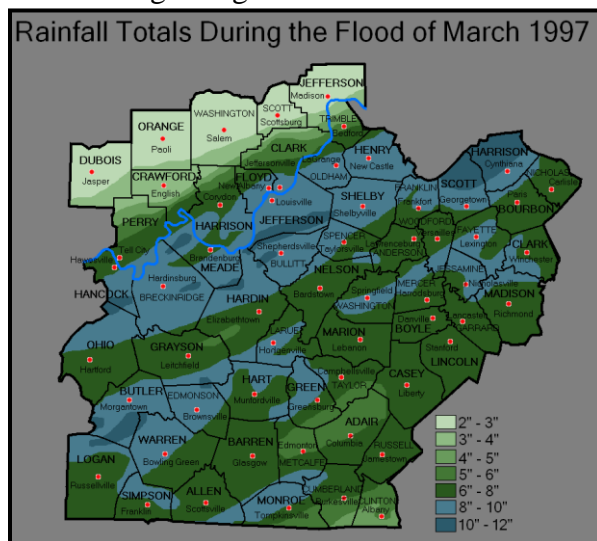 Rainfall Totals During the Flood of March 1997
JEFFERSON
Madison
SCOTT
Scottsburg
WASHINGTON
Salem
ORANGE
Paoli
TRIMBLE
Bedford
DUBOIS
Jasper
CRAWFORD
English
CLARK
Jeffersonville
HENRY
New Castle
LaGrange
OLDHAM
HARRISON
Cynthiana
NICHOLAS
Carlisle
FLOYD
New Albany
Louisville
SCOTT
Georgetown
Paris
BOURBON
PERRY
Corydon
HARRISON
JEFFERSON
SHELBY
Shelbyville
FRANKLIN
Frankfort
WOODFORD
Versailles
FAYETTE
Lexington
CLARK
Winchester
Tell City
Hawesville
Brandenburg
MEADE
Shepherdsville
BULLITT
SPENCER
Taylorsville
Lawrenceburg
ANDERSON
JESSAMINE
Nicholasville
HANCOCK
Hardinsburg
BRECKINRIDGE
NELSON
Bardstown
Springfield
WASHINGTON
MERCER
Harrodsburg
MADISON
Richmond
HARDIN
Elizabethtown
Danville
BOYLE
Lancaster
GARRARD
OHIO
Hartford
GRAYSON
Leitchfield
LARUE
Hodgenville
MARION
Lebanon
Stanford
LINCOLN
BUTLER
Morgantown
EDMONSON
Brownsville
HART
Munfordville
GREEN
Greensburg
Campbellsville
TAYLOR
CASEY
Liberty
ADAIR
Columbia
WARREN
Bowling Green
BARREN
Glasgow
Edmonton
METCALFE
RUSSELL
Jamestown
LOGAN
Russellville
SIMPSON
Franklin
ALLEN
Scottsville
MONROE
Tompkinsville
CUMBERLAND
Burkesville
CLINTON
Albany
2" - 3"
3" - 4"
4" - 5"
5" - 6"
6" - 8"
8" - 10"
10" - 12"